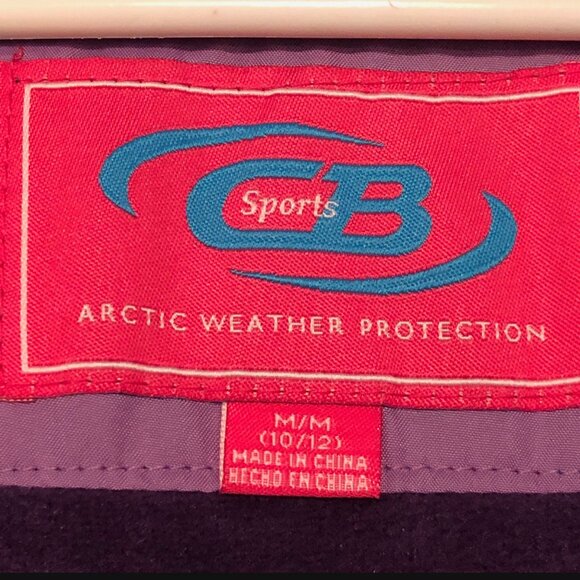 CB
Sports
ARCTIC WEATHER PROTECTION
M/M
(10/12)
MADE IN CHINA
HECHO EN CHINA